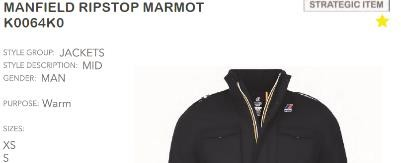 MANFIELD RIPSTOP MARMOT
STRATEGIC ITEM
K0064K0
STYLE GROUP: JACKETS
STYLE DESCRIPTION: MID
GENDER: MAN
PURPOSE: Warm
SIZES:
XS
S